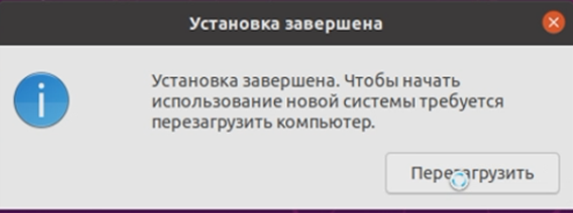 Установка завершена
Установка завершена. Чтобы начать
использование новой системы требуется
перезагрузить компьютер.
Перезагрузить